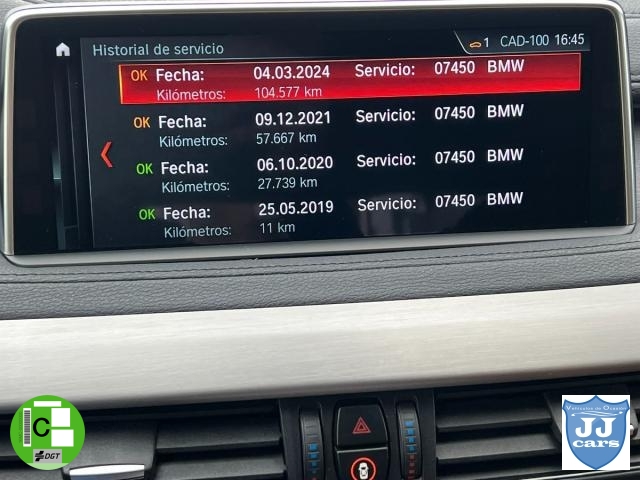 Historial de servicio 1 CAD-100 16:45
OK Fecha: 04.03.2024 Servicio: 07450 BMW
Kilómetros: 104.577 km
OK Fecha: 09.12.2021 Servicio: 07450 BMW
Kilómetros: 57.667 km
OK Fecha: 06.10.2020 Servicio: 07450 BMW
Kilómetros: 27.739 km
OK Fecha: 25.05.2019 Servicio: 07450 BMW
Kilómetros: 11 km
C
DGT
Vehículos de Ocasión
JJ
cars